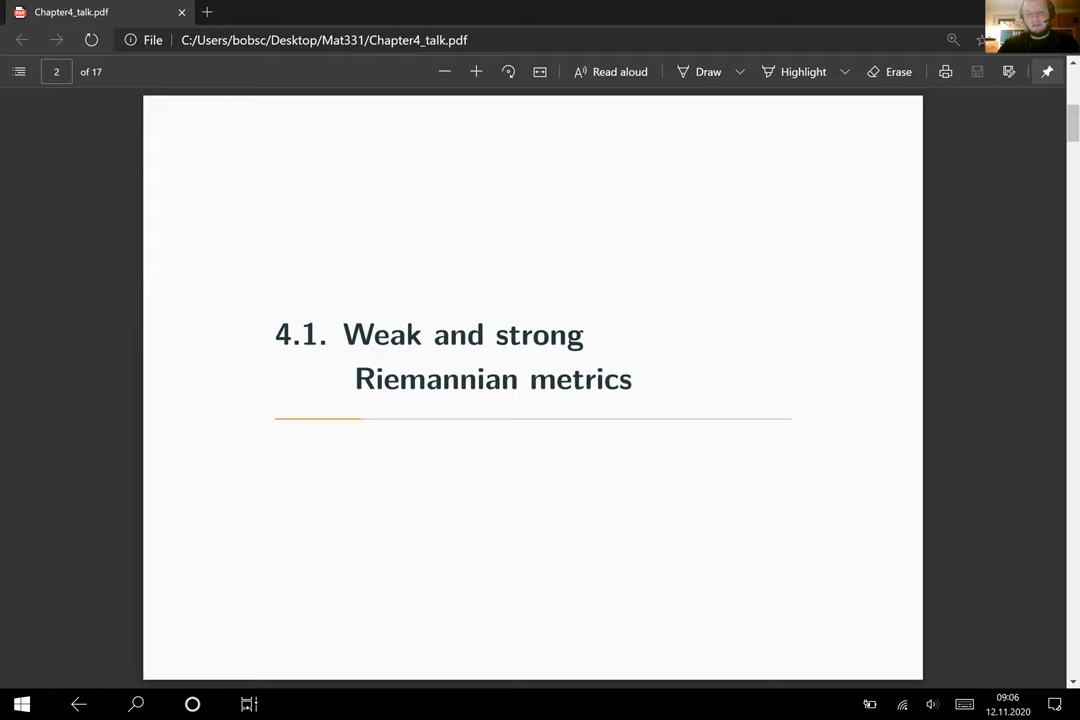 Chapter4_talk.pdf
File
C:/Users/bobsc/Desktop/Mat331/Chapter4_talk.pdf
2 of 17
Read aloud
Draw
Highlight
Erase
4.1. Weak and strong
Riemannian metrics
09:06
12.11.2020